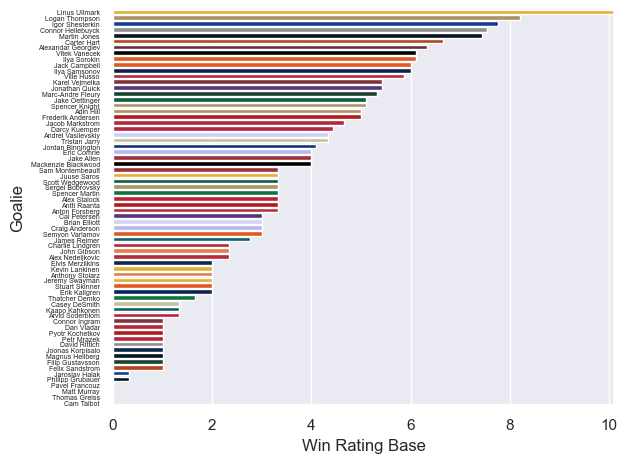 Linus Ullmark
Logan Thompson
Igor Shesterkin
Connor Hellebuyck
Martin Jones
Carter Hart
Alexandar Georgiev
Vitek Vanecek
Ilya Sorokin
Jack Campbell
Ilya Samsonov
Ville Husso
Karel Vejmelka
Jonathan Quick
Marc-Andre Fleury
Jake Oettinger
Spencer Knight
Adin Hill
Frederik Andersen
Jacob Markstrom
Darcy Kuemper
Andrei Vasilevskiy
Tristan Jarry
Jordan Binnington
Eric Comrie
Jake Allen
Mackenzie Blackwood
Sam Montembeault
Juuse Saros
Scott Wedgewood
Sergei Bobrovsky
Spencer Martin
Alex Stalock
Antti Raanta
Anton Forsberg
Cal Petersen
Brian Elliott
Craig Anderson
Semyon Varlamov
James Reimer
Charlie Lindgren
John Gibson
Alex Nedeljkovic
Elvis Merzlikins
Kevin Lankinen
Anthony Stolarz
Jeremy Swayman
Stuart Skinner
Erik Kallgren
Thatcher Demko
Casey DeSmith
Kaapo Kahkonen
Arvid Soderblom
Connor Ingram
Dan Vladar
Pyotr Kochetkov
Petr Mrazek
David Rittich
Joonas Korpisalo
Magnus Hellberg
Filip Gustavsson
Felix Sandstrom
Jaroslav Halak
Philipp Grubauer
Pavel Francouz
Matt Murray
Thomas Greiss
Cam Talbot
Goalie
0 2 4 6 8 10
Win Rating Base